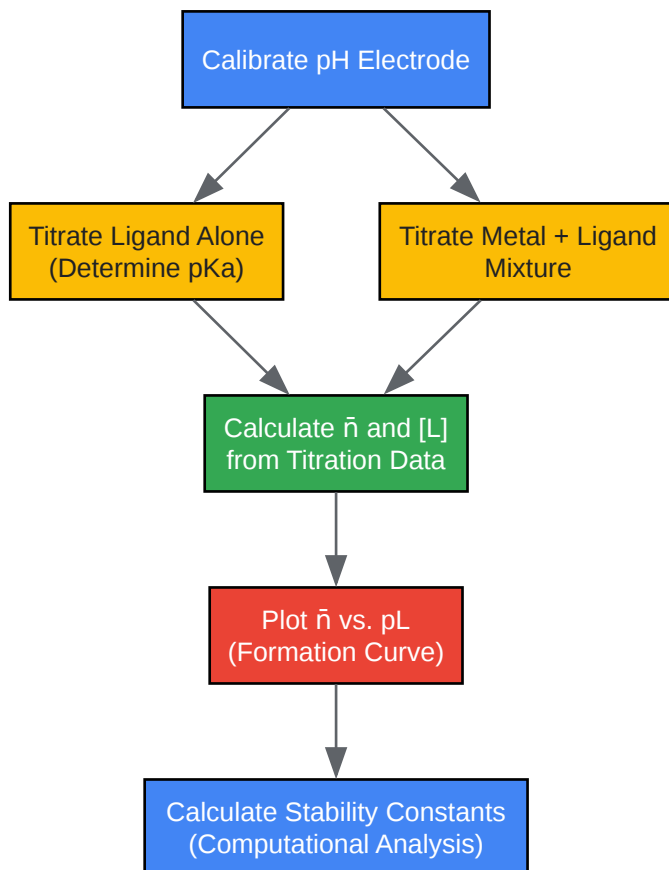 Calibrate pH Electrode
Titrate Ligand Alone
(Determine pKa)
Titrate Metal + Ligand
Mixture
Calculate n̄ and [L]
from Titration Data
Plot n̄ vs. pL
(Formation Curve)
Calculate Stability Constants
(Computational Analysis)